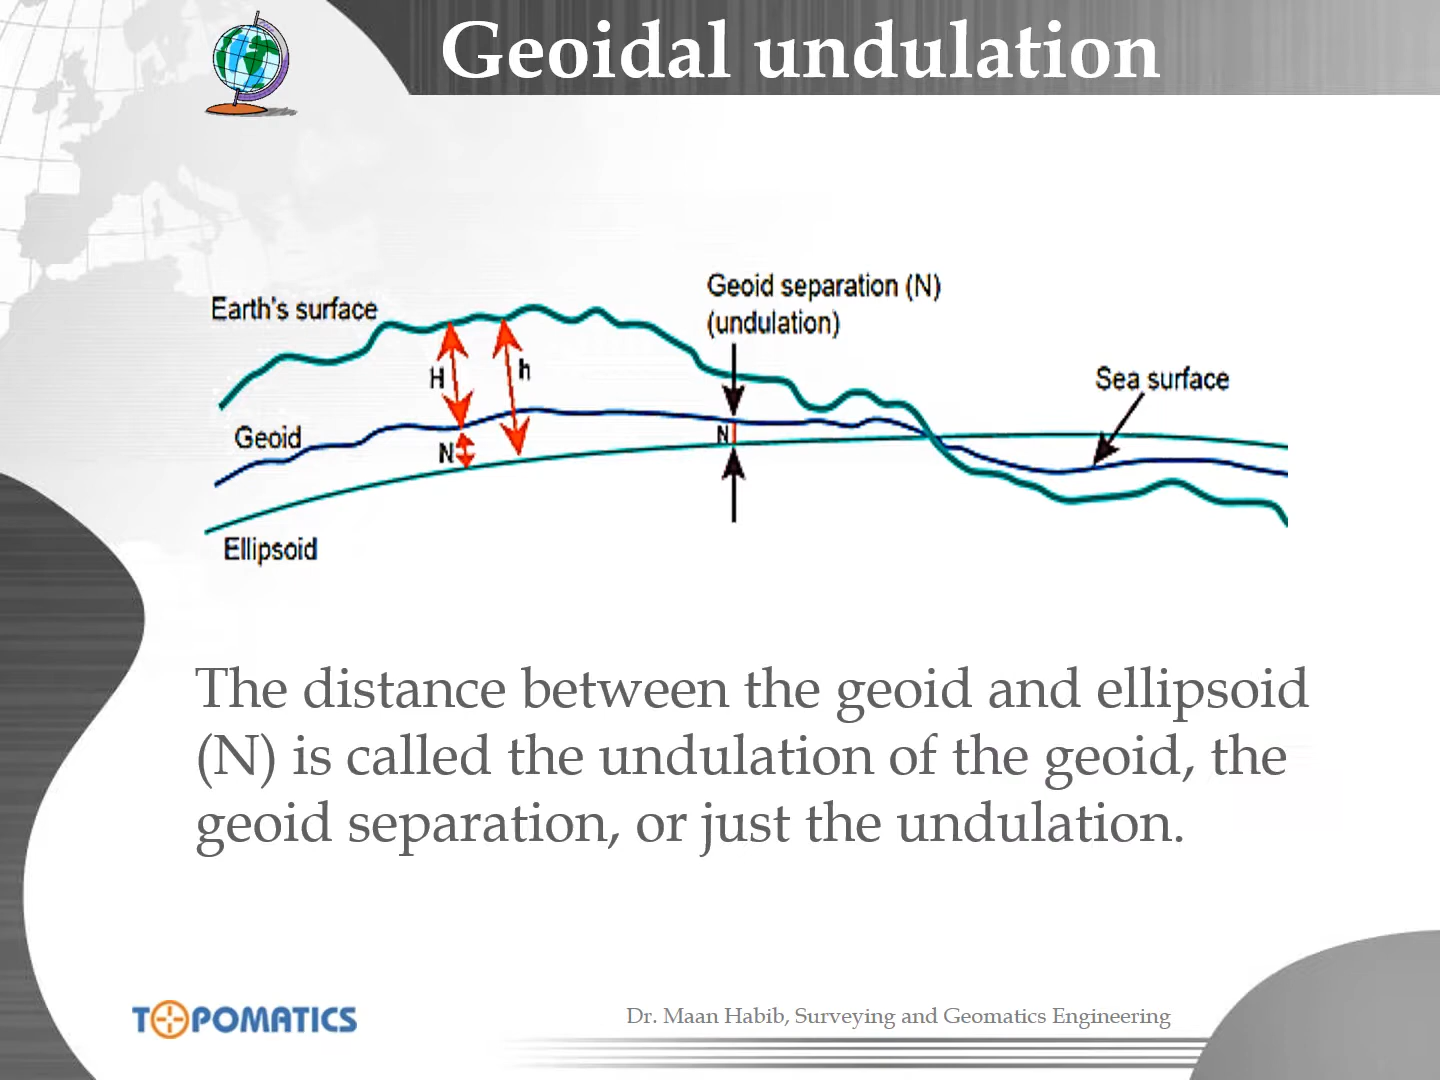 Geoidal undulation
Geoid separation (N)
(undulation)
Earth's surface
H
h
Sea surface
Geoid
N
N
Ellipsoid
The distance between the geoid and ellipsoid
(N) is called the undulation of the geoid, the
geoid separation, or just the undulation.
TOPOMATICS
Dr. Maan Habib, Surveying and Geomatics Engineering